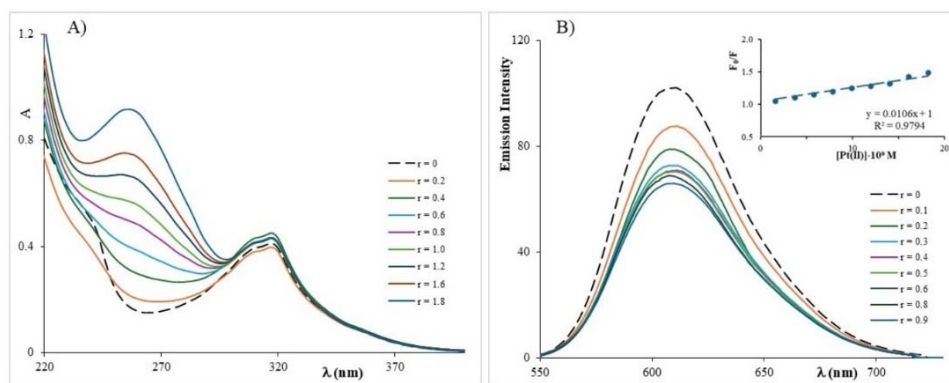 A)
1.2
0.8
0.4
0
A
220
270
320
370
λ (nm)
r = 0
r = 0.2
r = 0.4
r = 0.6
r = 0.8
r = 1.0
r = 1.2
r = 1.6
r = 1.8
B)
120
80
40
0
Emission Intensity
550
600
650
700
λ (nm)
r = 0
r = 0.1
r = 0.2
r = 0.3
r = 0.4
r = 0.5
r = 0.6
r = 0.8
r = 0.9
2.0
1.5
1.0
0.5
F₀/F
y = 0.0106x + 1
R² = 0.9794
0
10
20
[Pt(II)]·10⁶ M